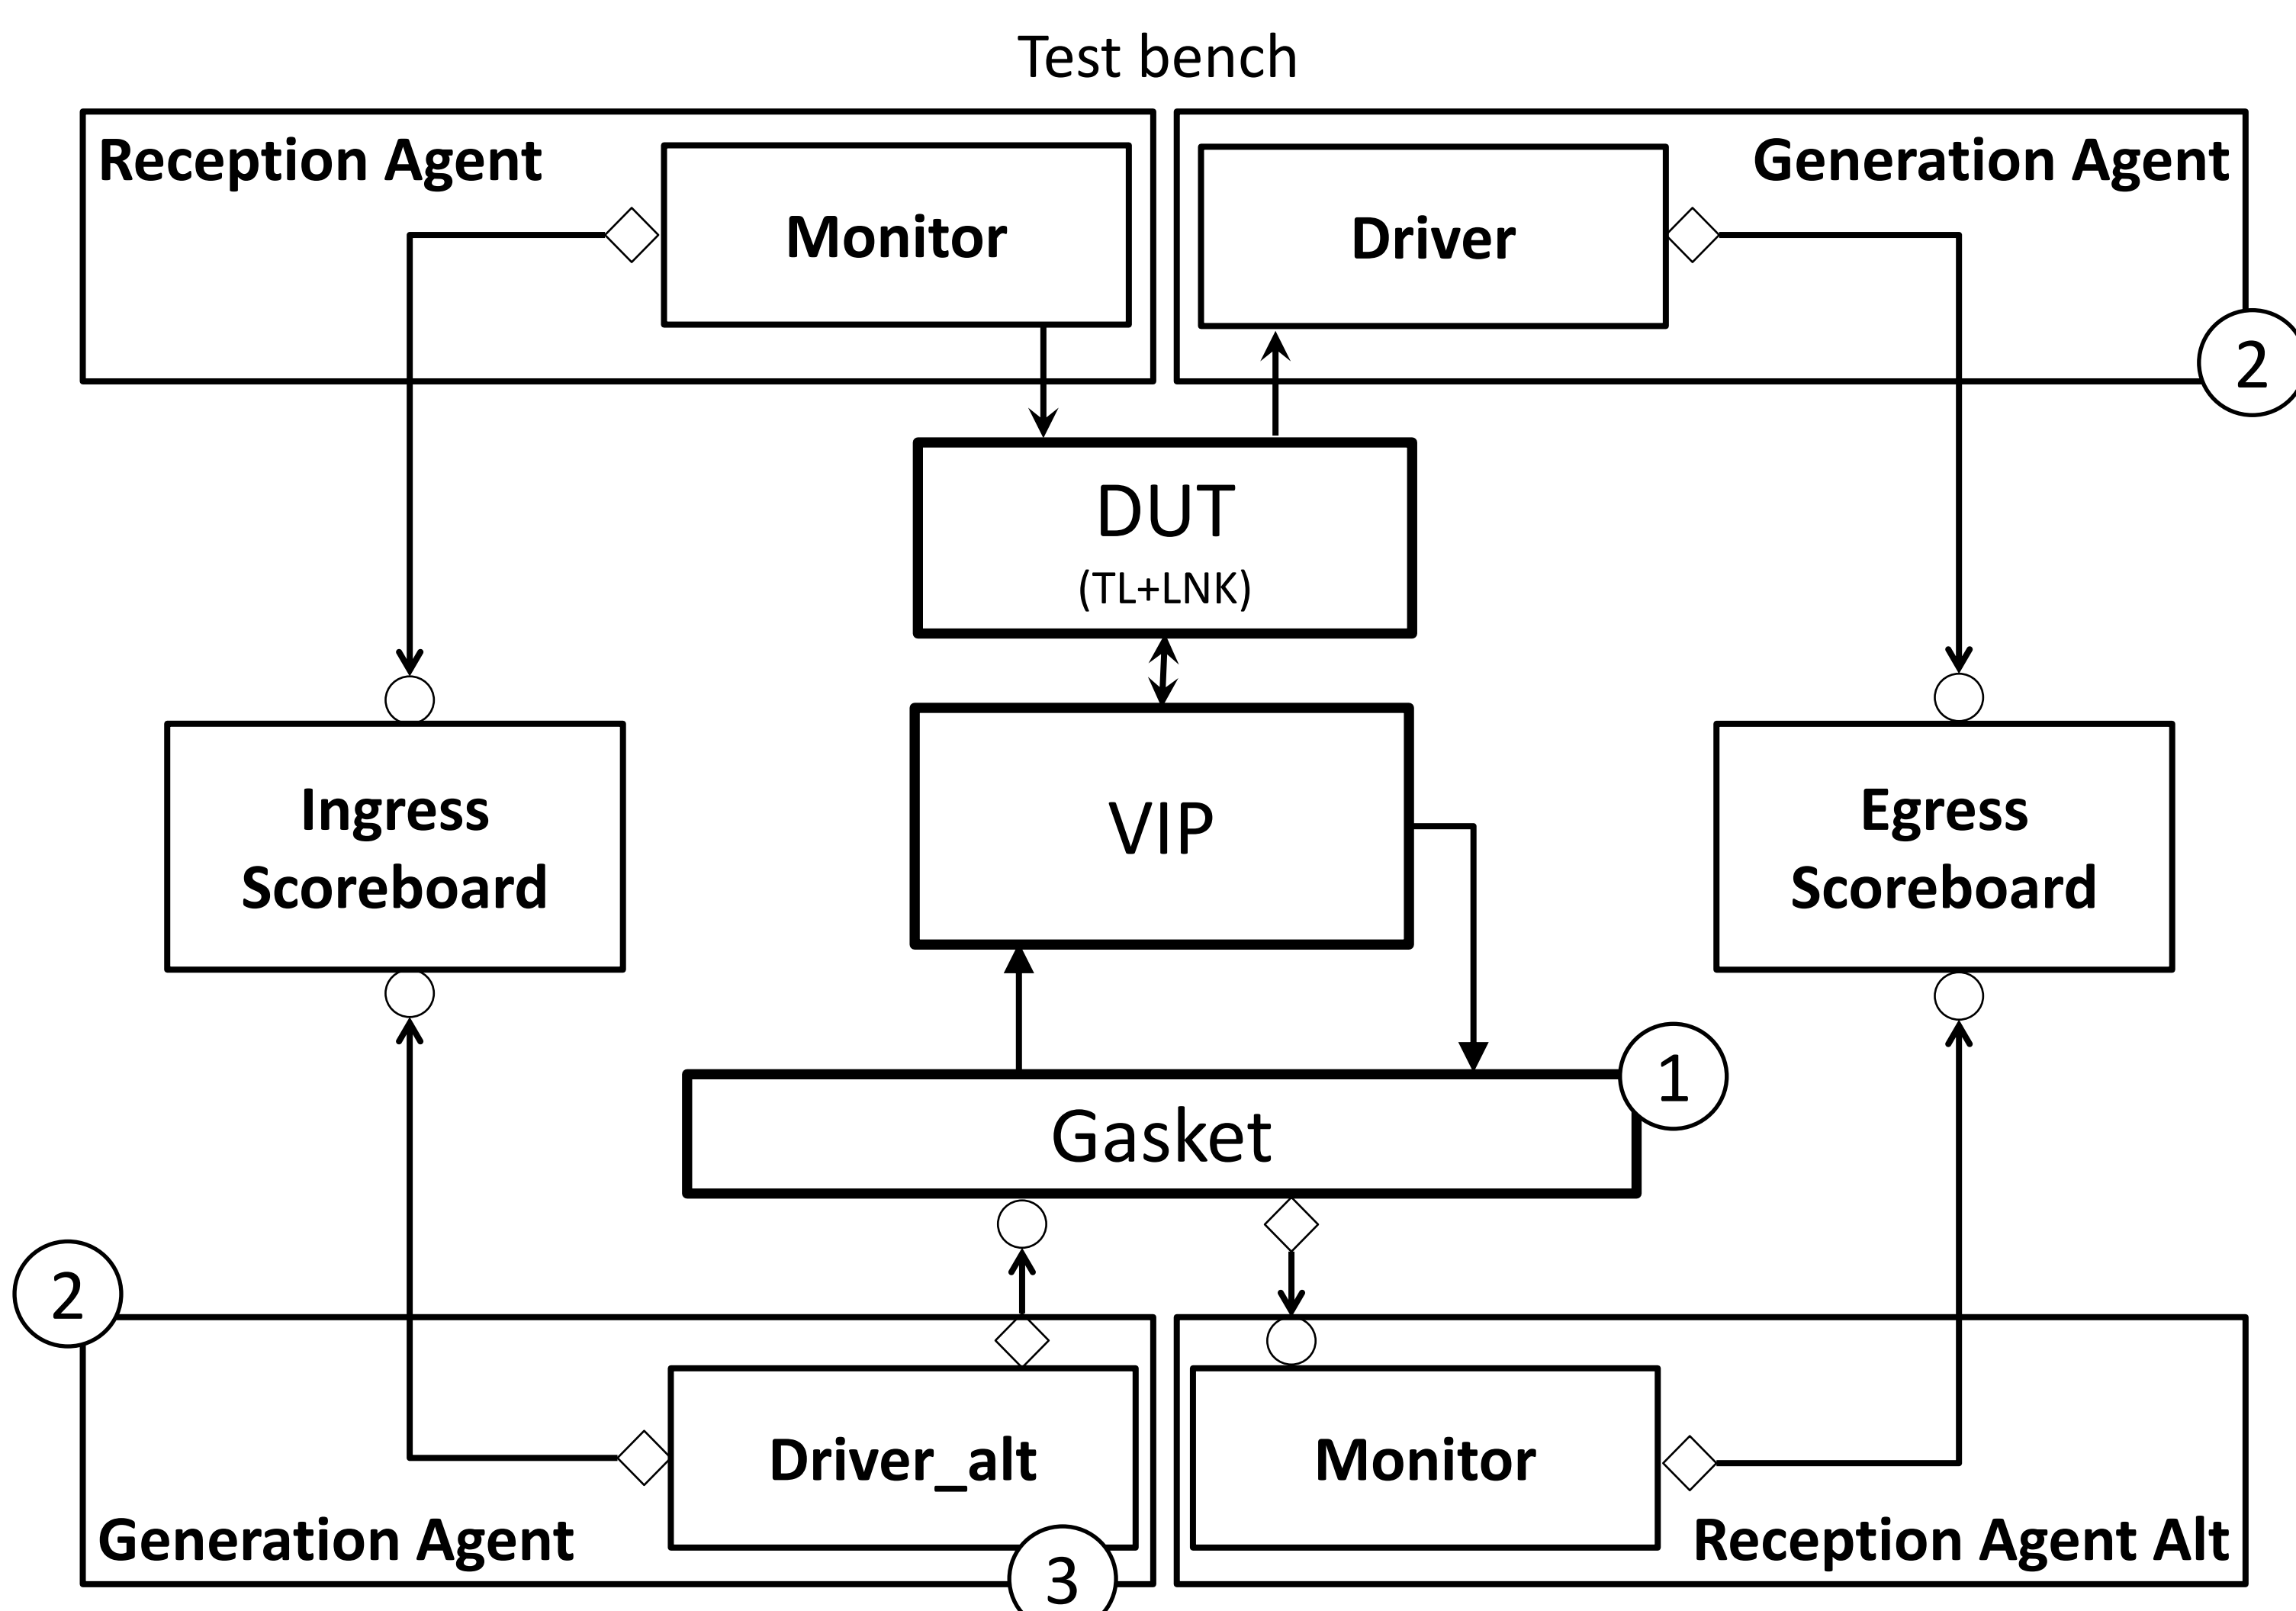 Test bench
Reception Agent
Monitor
Driver
Generation Agent
2
DUT
(TL+LNK)
Ingress
Scoreboard
VIP
Egress
Scoreboard
1
Gasket
2
Driver_alt
Generation Agent
3
Monitor
Reception Agent Alt